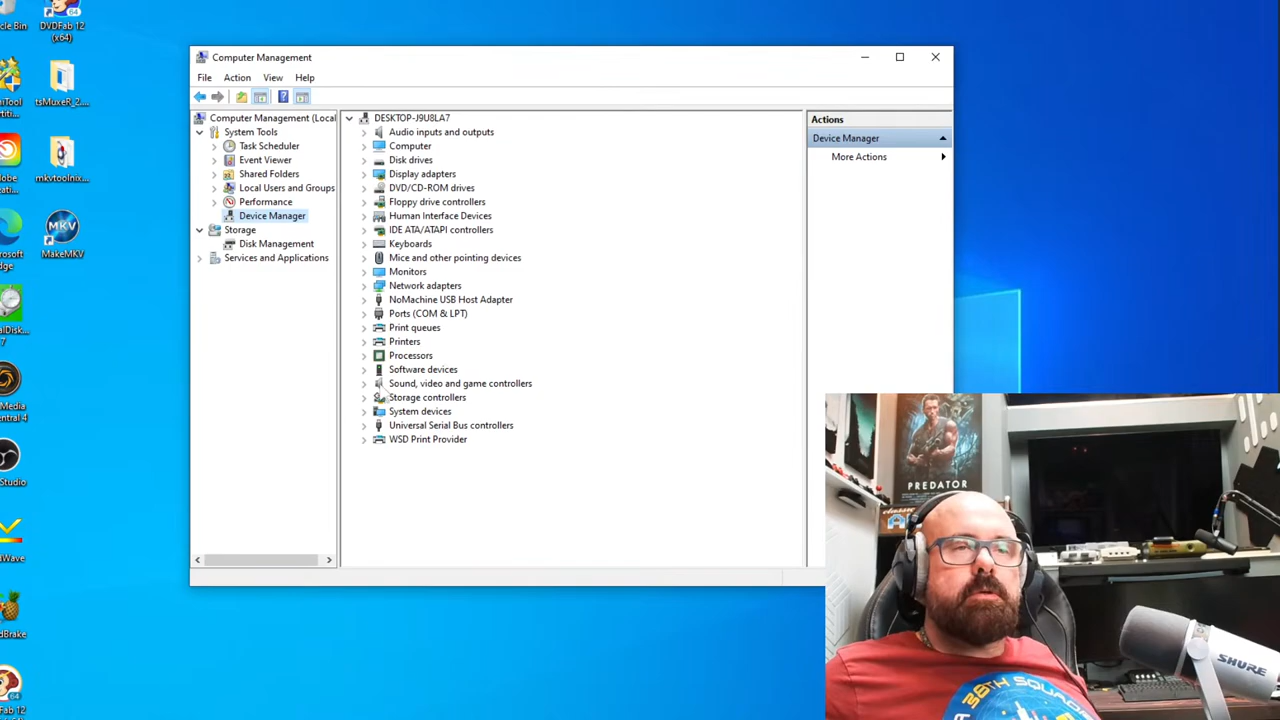 DVDFab 12
(x64)
tsMuxeR_2....
mkvtoolnix...
MakeMKV
Computer Management
File Action View Help
Computer Management (Local
System Tools
Task Scheduler
Event Viewer
Shared Folders
Local Users and Groups
Performance
Device Manager
Storage
Disk Management
Services and Applications
DESKTOP-J9U8LA7
Audio inputs and outputs
Computer
Disk drives
Display adapters
DVD/CD-ROM drives
Floppy drive controllers
Human Interface Devices
IDE ATA/ATAPI controllers
Keyboards
Mice and other pointing devices
Monitors
Network adapters
NoMachine USB Host Adapter
Ports (COM & LPT)
Print queues
Printers
Processors
Software devices
Sound, video and game controllers
Storage controllers
System devices
Universal Serial Bus controllers
WSD Print Provider
Actions
Device Manager
More Actions
PREDATOR
SHURE
38TH SQUAD